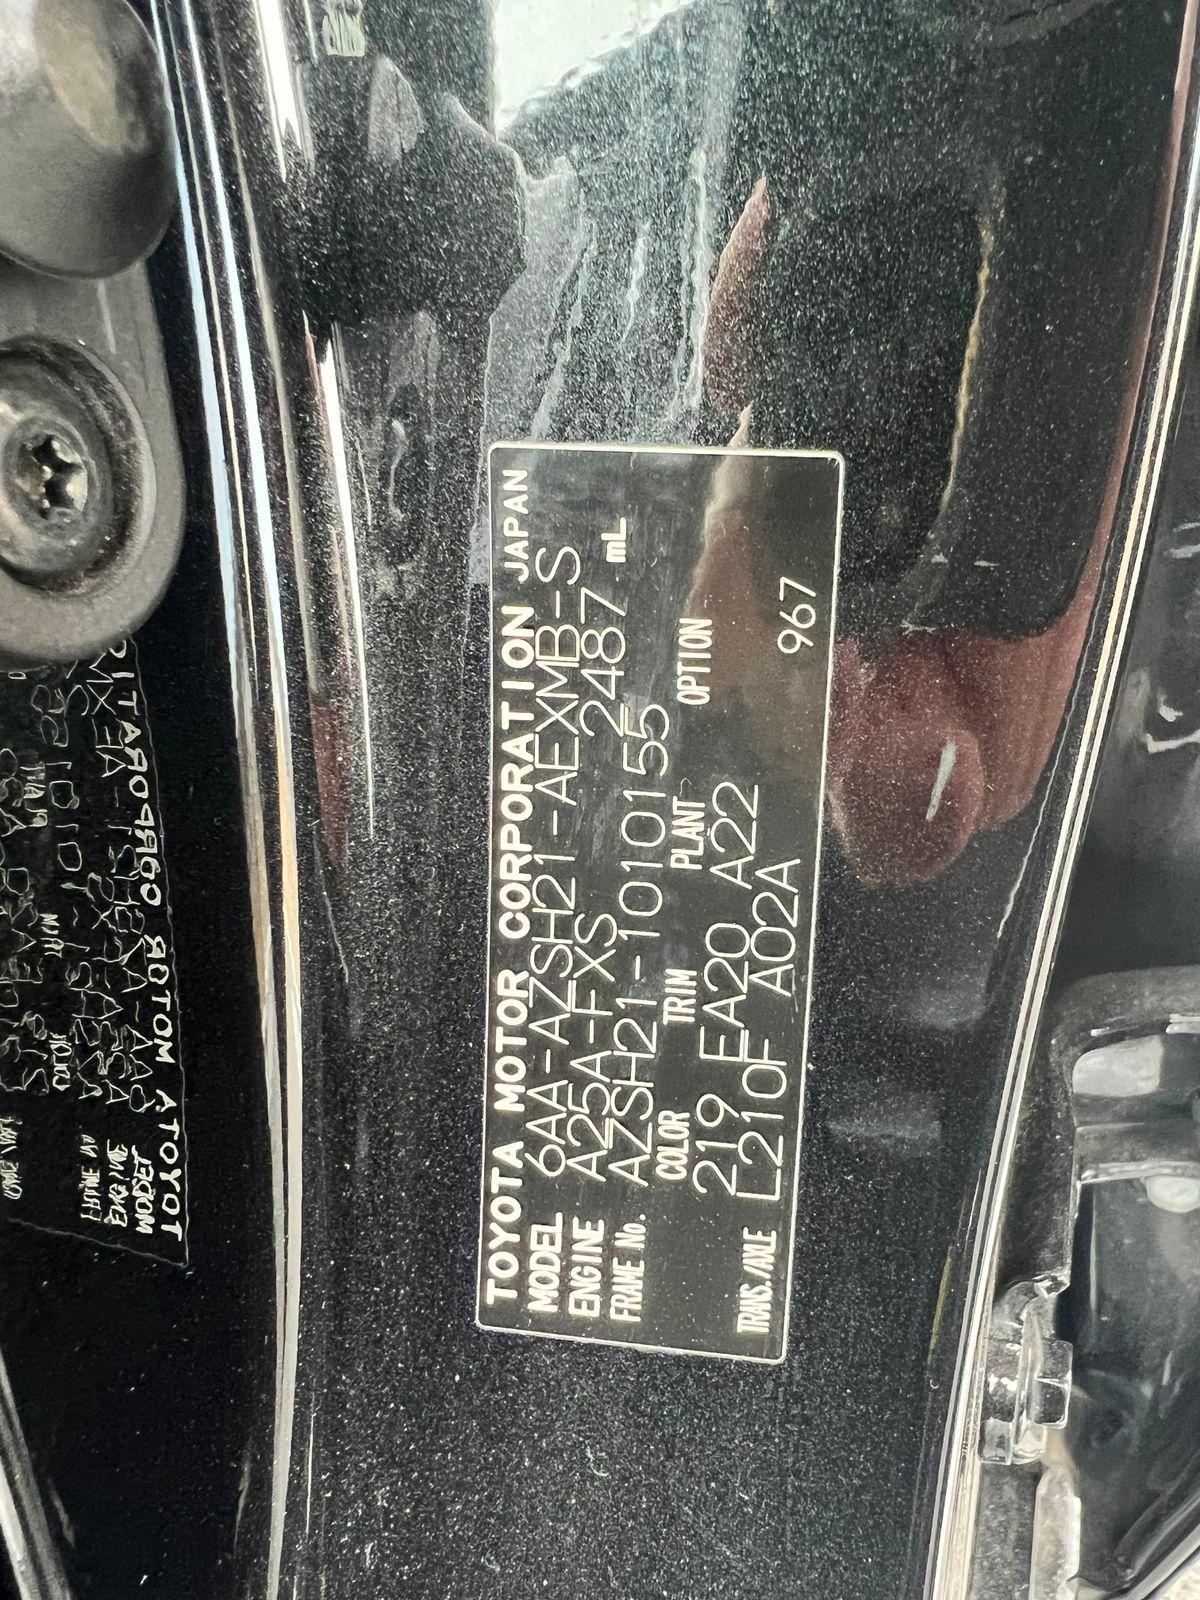 TOYOTA MOTOR CORPORATION JAPAN
MODEL 6AA-AZSH21-AEXMB-S
ENGINE A25A-FXS 2487 mL
FRAME No. AZSH21-1010155
COLOR TRIM PLANT OPTION
219 EA20 A22
TRANS./AXLE L210F A02A 967